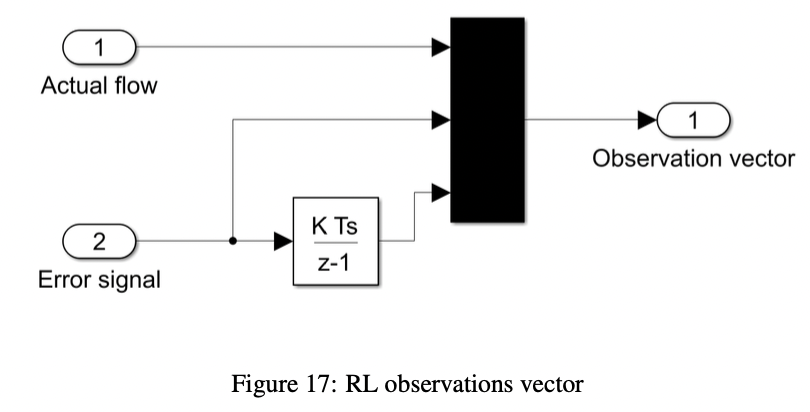 1
Actual flow
2
Error signal
K Ts
z-1
1
Observation vector
Figure 17: RL observations vector